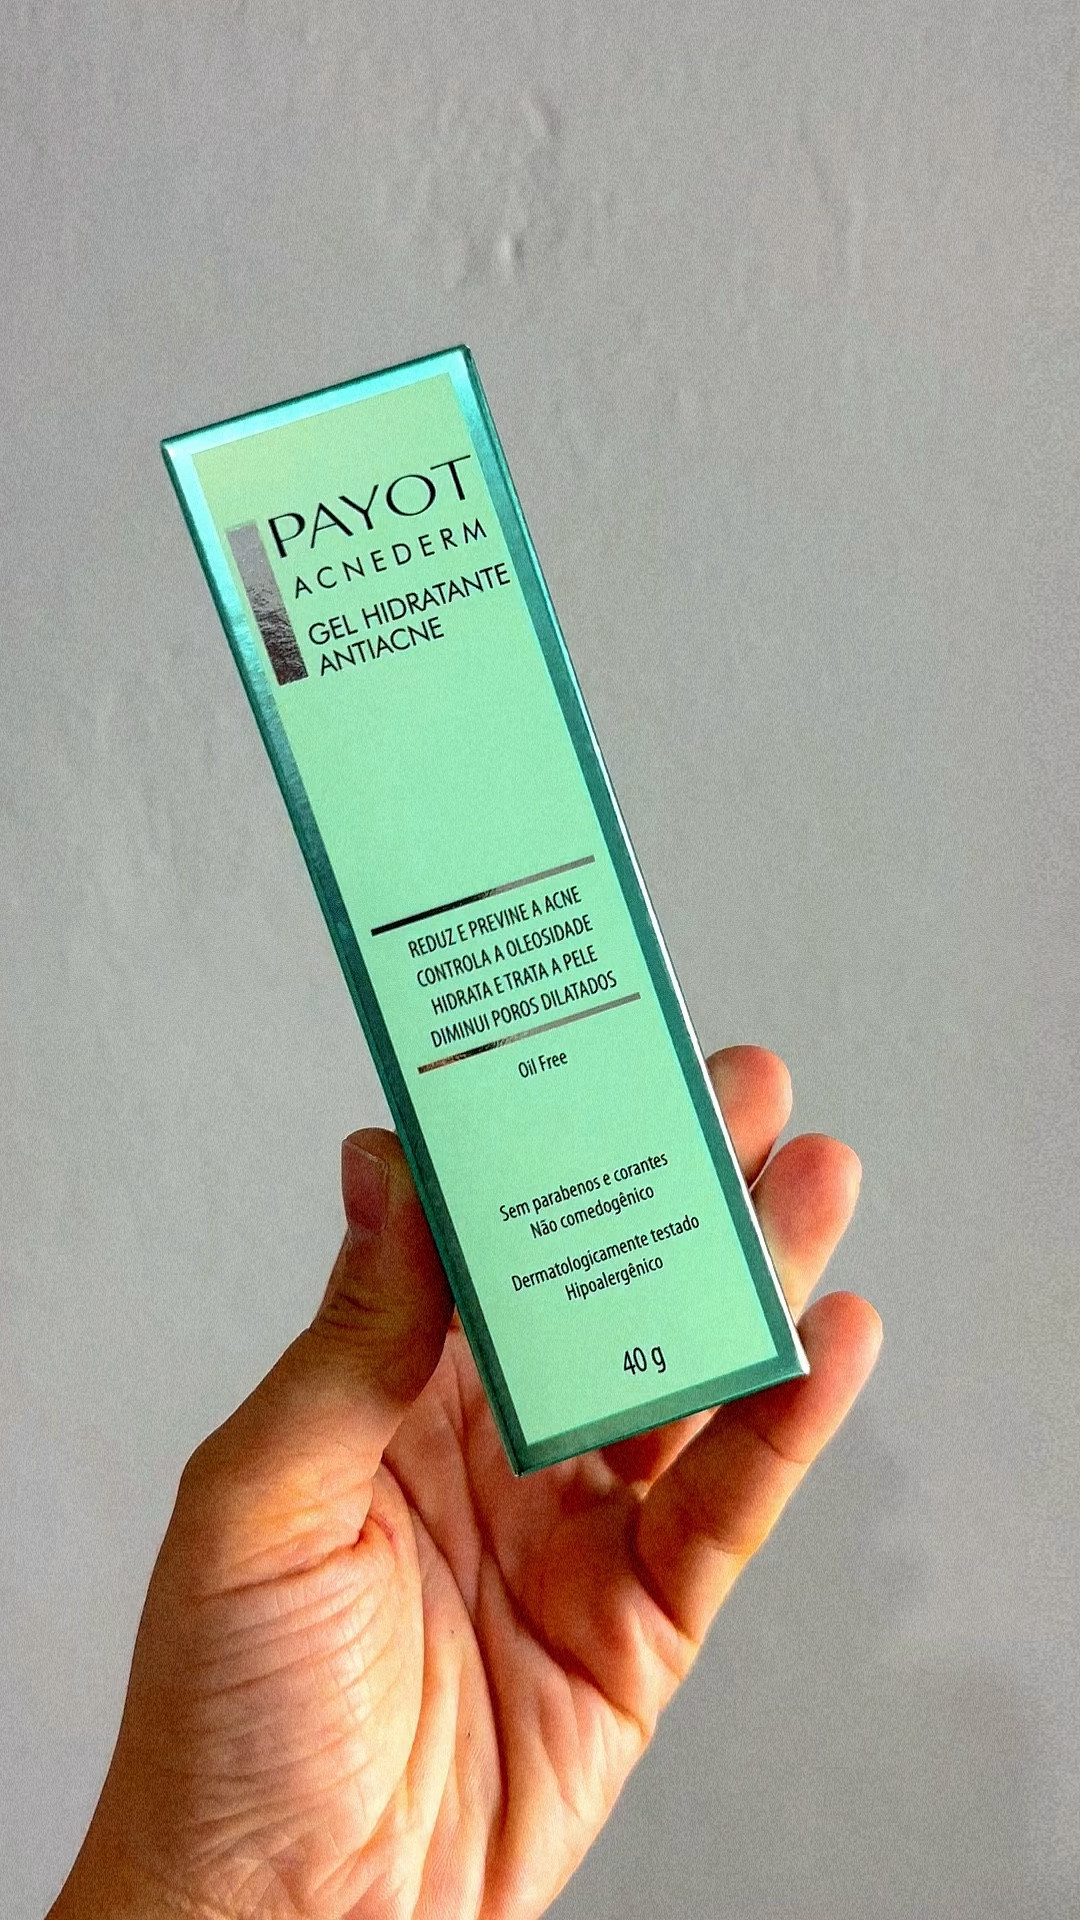 PAYOT
ACNEDERM
GEL HIDRATANTE
ANTIACNE
REDUZ E PREVINE A ACNE
CONTROLA A OLEOSIDADE
HIDRATA E TRATA A PELE
DIMINUI POROS DILATADOS
Oil Free
Sem parabenos e corantes
Não comedogênico
Dermatologicamente testado
Hipoalergênico
40 g